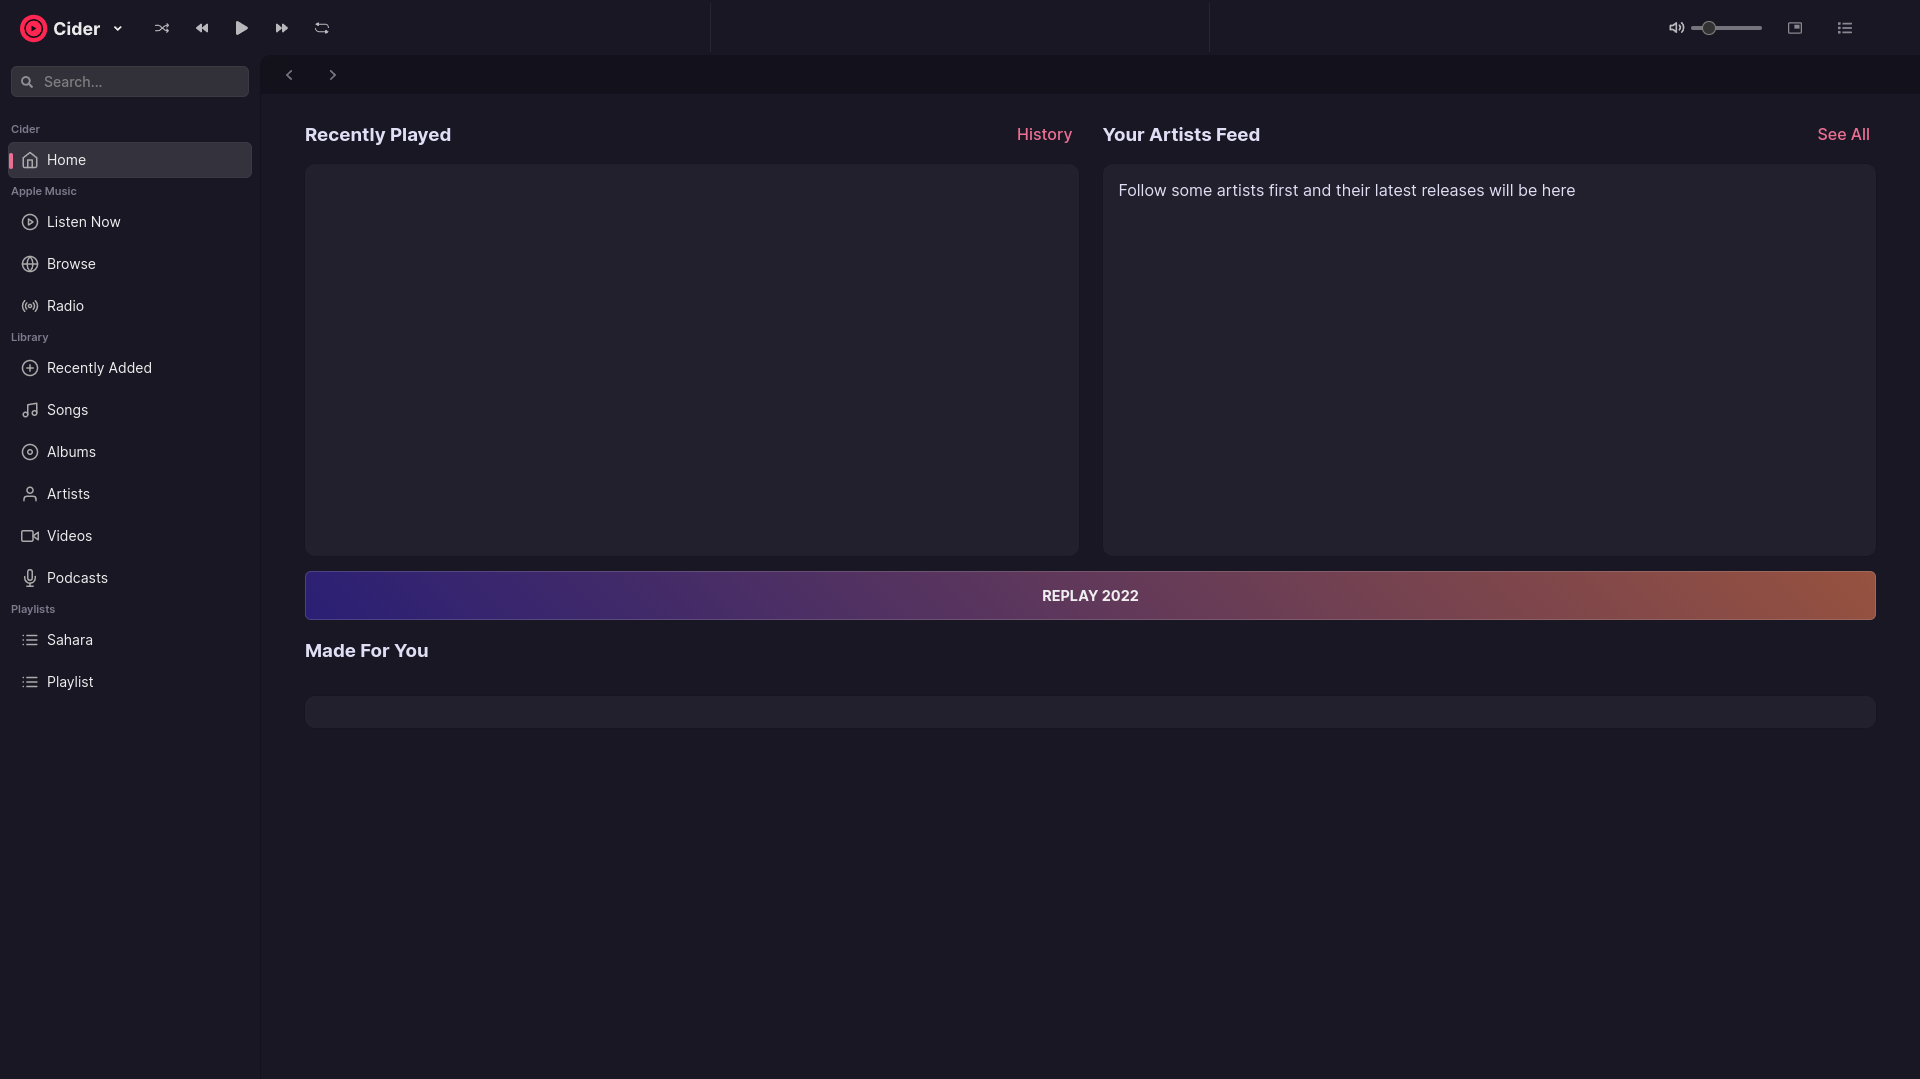 Cider
Search...
Cider
Home
Apple Music
Listen Now
Browse
Radio
Library
Recently Added
Songs
Albums
Artists
Videos
Podcasts
Playlists
Sahara
Playlist
Recently Played
History
Your Artists Feed
See All
Follow some artists first and their latest releases will be here
REPLAY 2022
Made For You